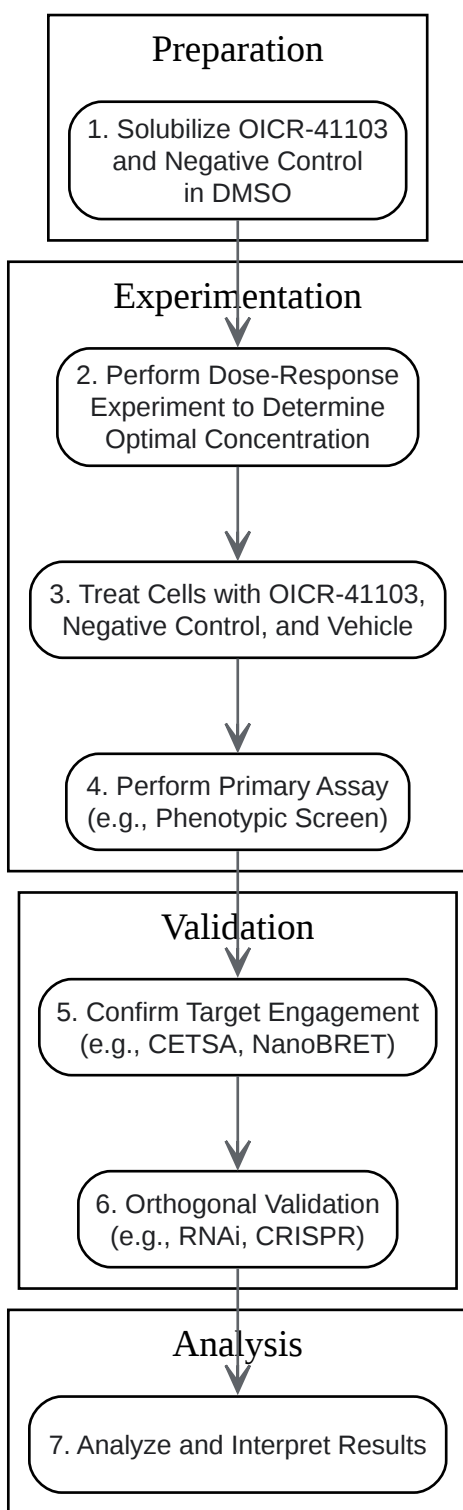 Preparation
1. Solubilize OICR-41103
and Negative Control
in DMSO
Experimentation
2. Perform Dose-Response
Experiment to Determine
Optimal Concentration
3. Treat Cells with OICR-41103,
Negative Control, and Vehicle
4. Perform Primary Assay
(e.g., Phenotypic Screen)
Validation
5. Confirm Target Engagement
(e.g., CETSA, NanoBRET)
6. Orthogonal Validation
(e.g., RNAi, CRISPR)
Analysis
7. Analyze and Interpret Results